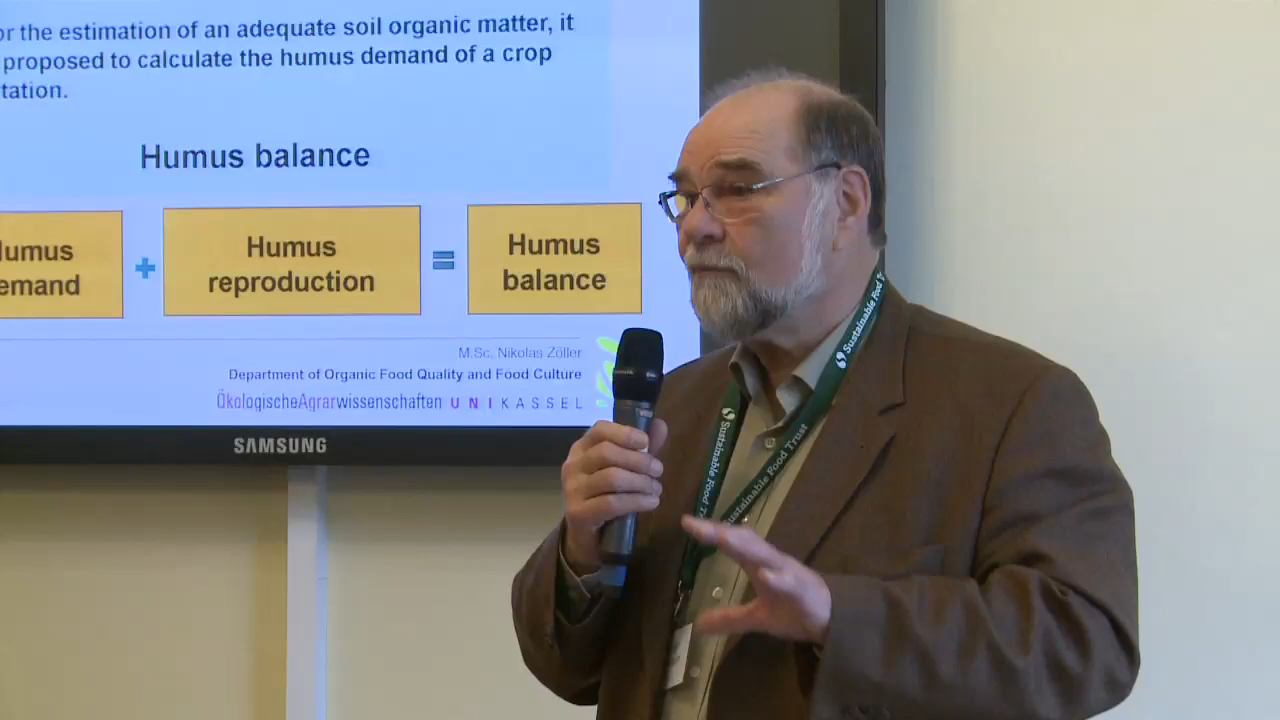 or the estimation of an adequate soil organic matter, it
proposed to calculate the humus demand of a crop
tation.
Humus balance
Humus
emand
+
Humus
reproduction
=
Humus
balance
M.Sc. Nikolas Zöller
Department of Organic Food Quality and Food Culture
ÖkologischeAgrarwissenschaften UNIKASSEL
SAMSUNG
Sustainable Food T
Sustainable Food T
ustainable Food Trust